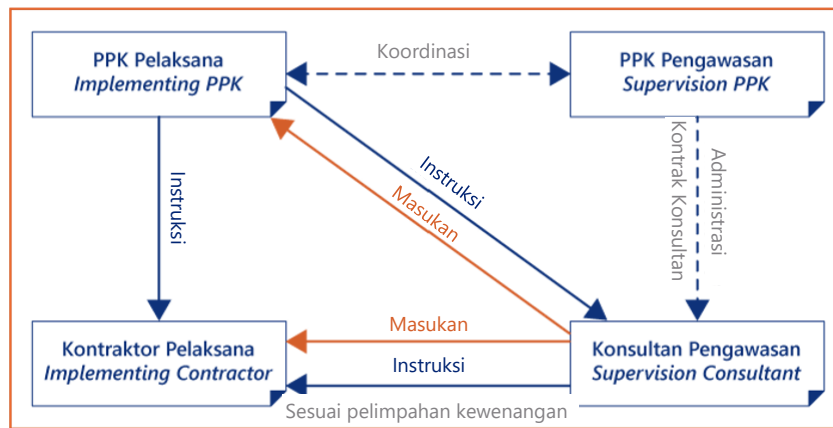 PPK Pelaksana
Implementing PPK
Koordinasi
PPK Pengawasan
Supervision PPK
Instruksi
Instruksi
Masukan
Kontrak Konsultan
Administrasi
Masukan
Kontraktor Pelaksana
Implementing Contractor
Instruksi
Konsultan Pengawasan
Supervision Consultant
Sesuai pelimpahan kewenangan